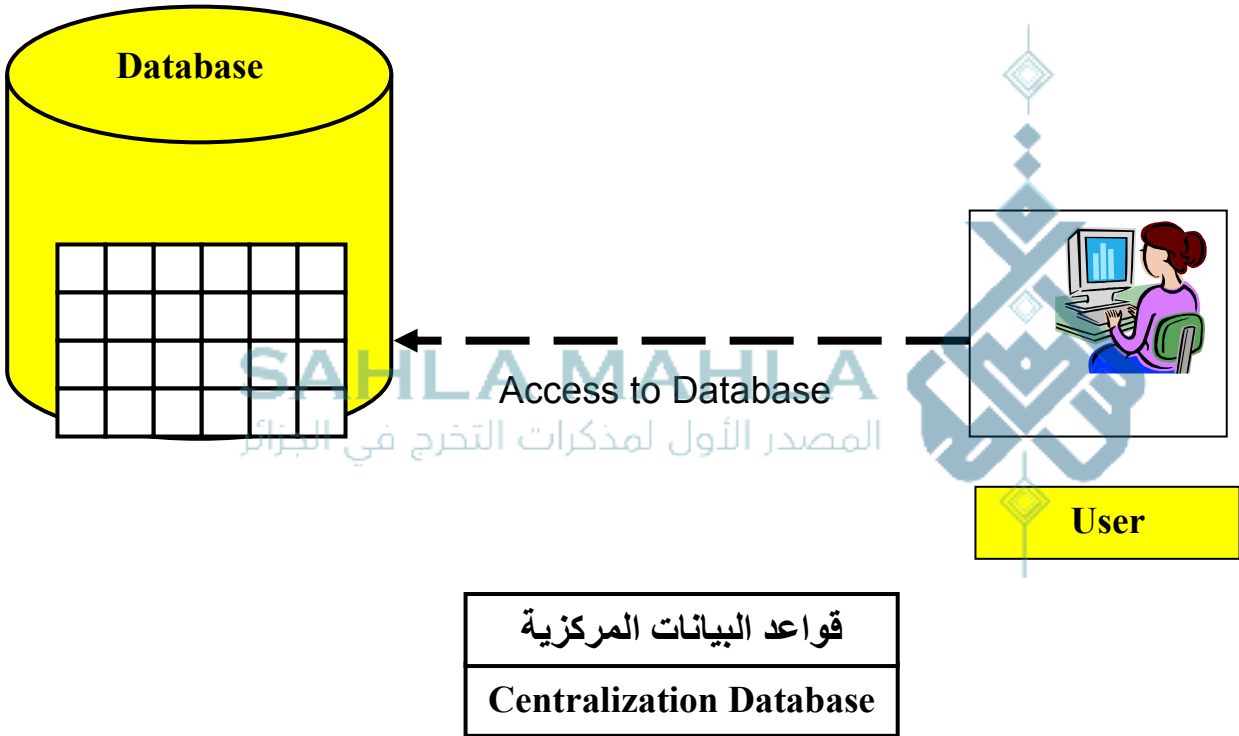 Database
SAHLA MAHLA
Access to Database
المصدر الأول لمذكرات التخرج في الجزائر
User
قواعد البيانات المركزية
Centralization Database